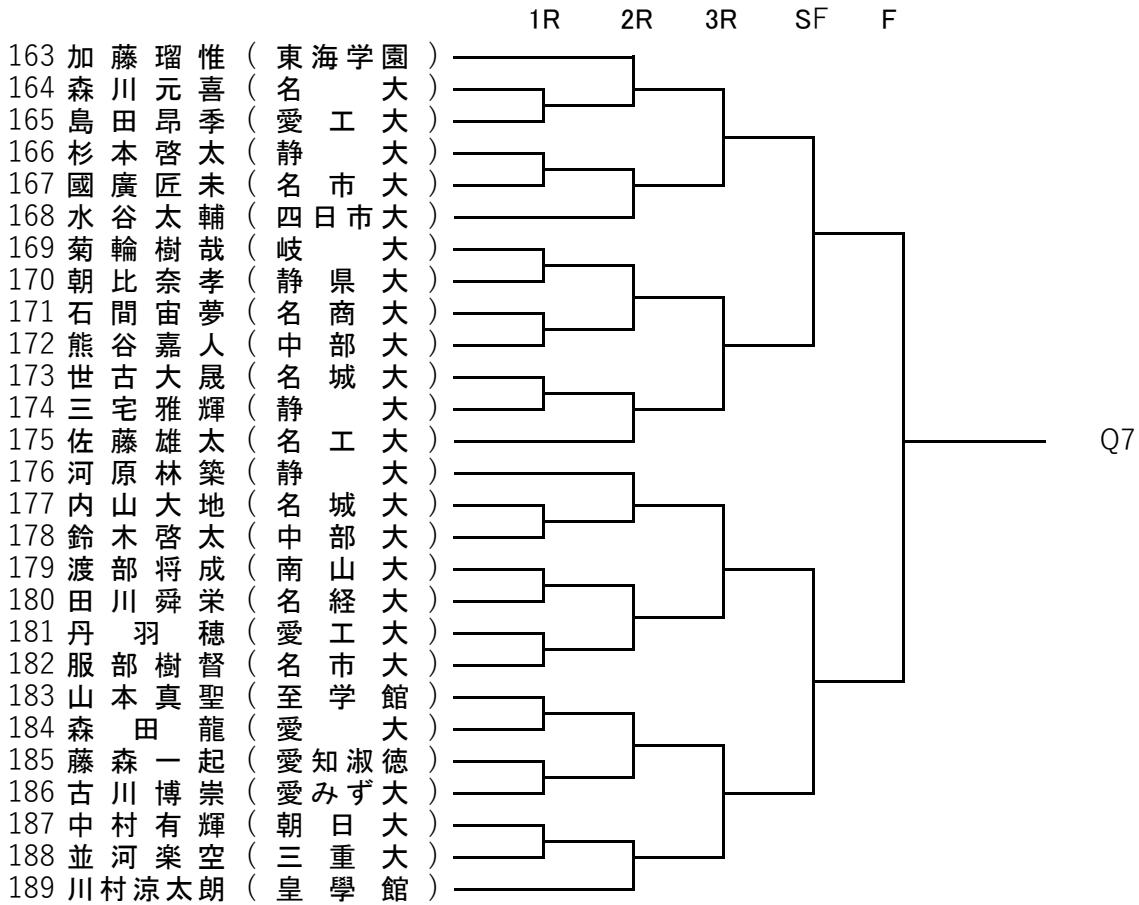 1R 2R 3R SF F
163 加藤瑠惟 (東海学園)
164 森川元喜 (名大)
165 島田昂季 (愛工大)
166 杉本啓太 (静大)
167 國廣匠未 (名市大)
168 水谷太輔 (四日市大)
169 菊輪樹哉 (岐大)
170 朝比奈孝 (静県大)
171 石間宙夢 (名商大)
172 熊谷嘉人 (中部大)
173 世古大晟 (名城大)
174 三宅雅輝 (静大)
175 佐藤雄太 (名工大)
Q7
176 河原林築 (静大)
177 内山大地 (名城大)
178 鈴木啓太 (中部大)
179 渡部将成 (南山大)
180 田川舜栄 (名経大)
181 丹羽穂 (愛工大)
182 服部樹督 (名市大)
183 山本真聖 (至学館)
184 森田龍 (愛大)
185 藤森一起 (愛知淑徳)
186 古川博崇 (愛みず大)
187 中村有輝 (朝日大)
188 並河楽空 (三重大)
189 川村涼太朗 (皇學館)